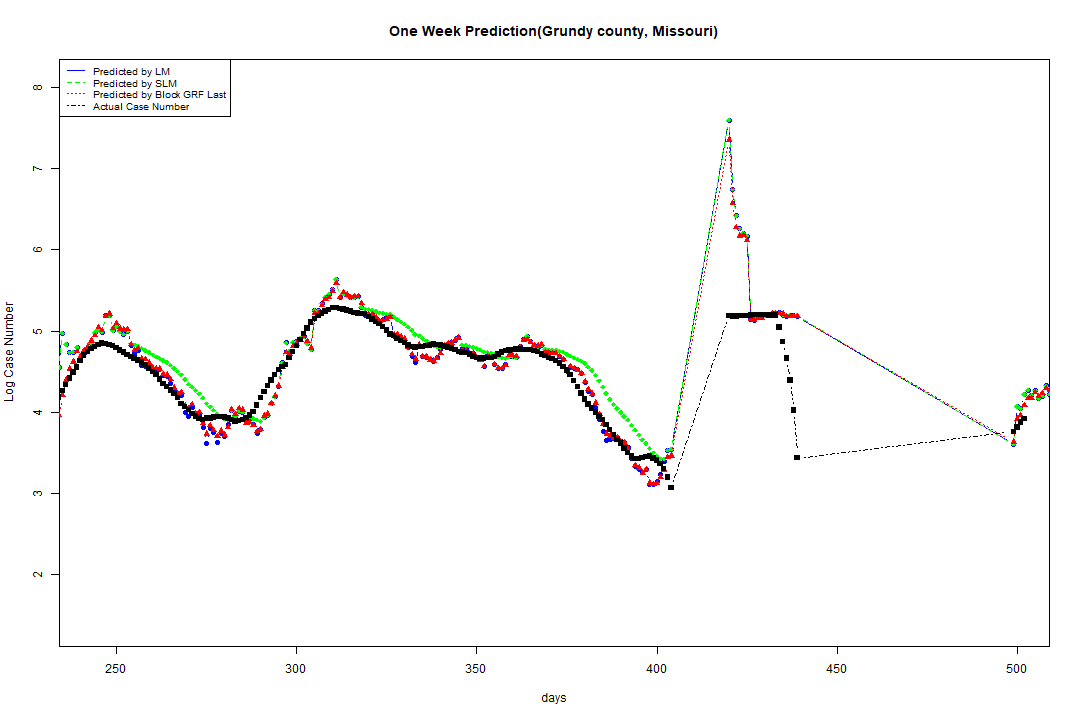 One Week Prediction(Grundy county, Missouri)
Predicted by LM
Predicted by SLM
Predicted by Block GRF Last
Actual Case Number
8
7
6
5
4
3
2
Log Case Number
250 300 350 400 450 500
days